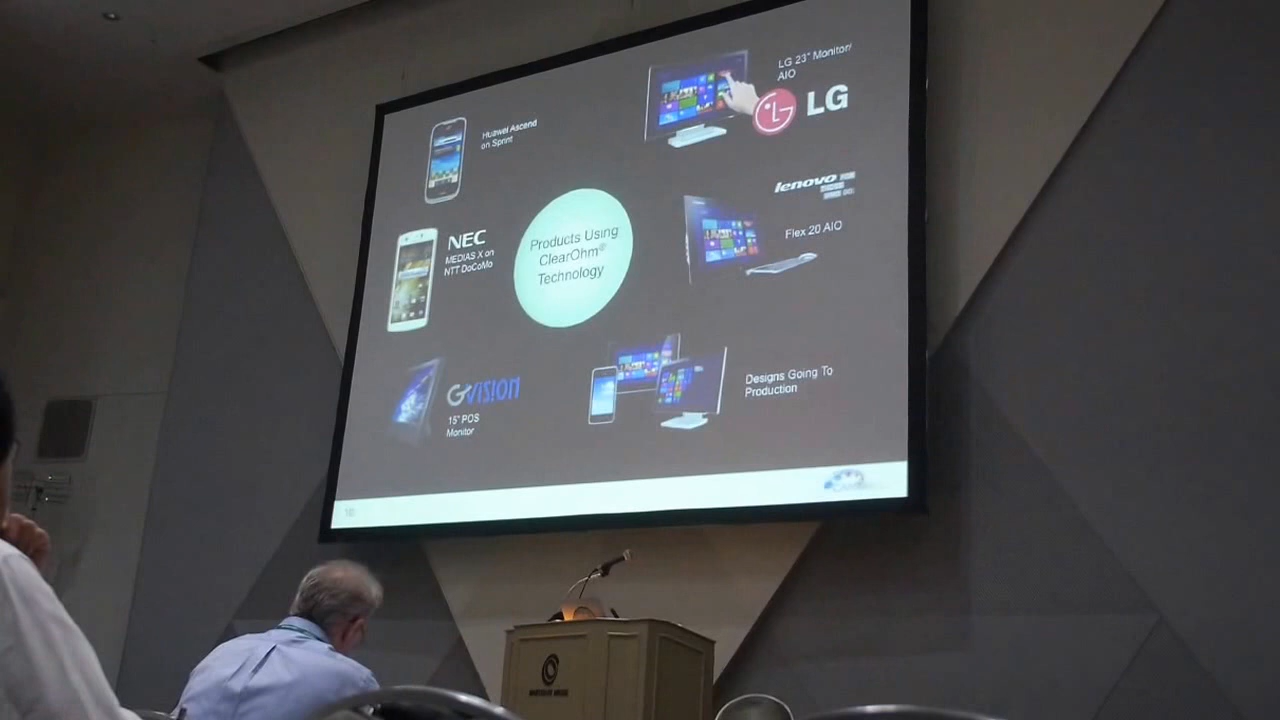 LG 23" Monitor/
AIO
LG
Huawei Ascend
on Sprint
lenovo
Flex 20 AIO
NEC
MEDIAS X on
NTT DoCoMo
Products Using
ClearOhm®
Technology
GVISION
15" POS
Monitor
Designs Going To
Production